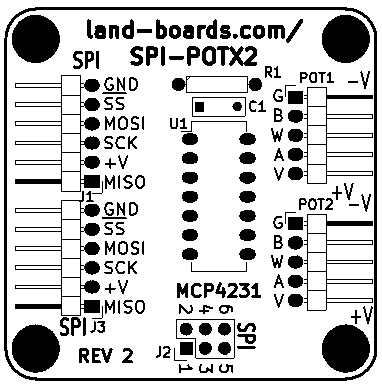 land-boards.com/
SPI-POTX2
SPI
GND
SS
MOSI
SCK
+V
MISO
J1
GND
SS
MOSI
SCK
+V
MISO
SPI
J3
REV 2
R1
C1
U1
MCP4231
2 4 6
SPI
J2
1 3 5
POT1
-V
G
B
W
A
V
+V
POT2
-V
G
B
W
A
V
+V